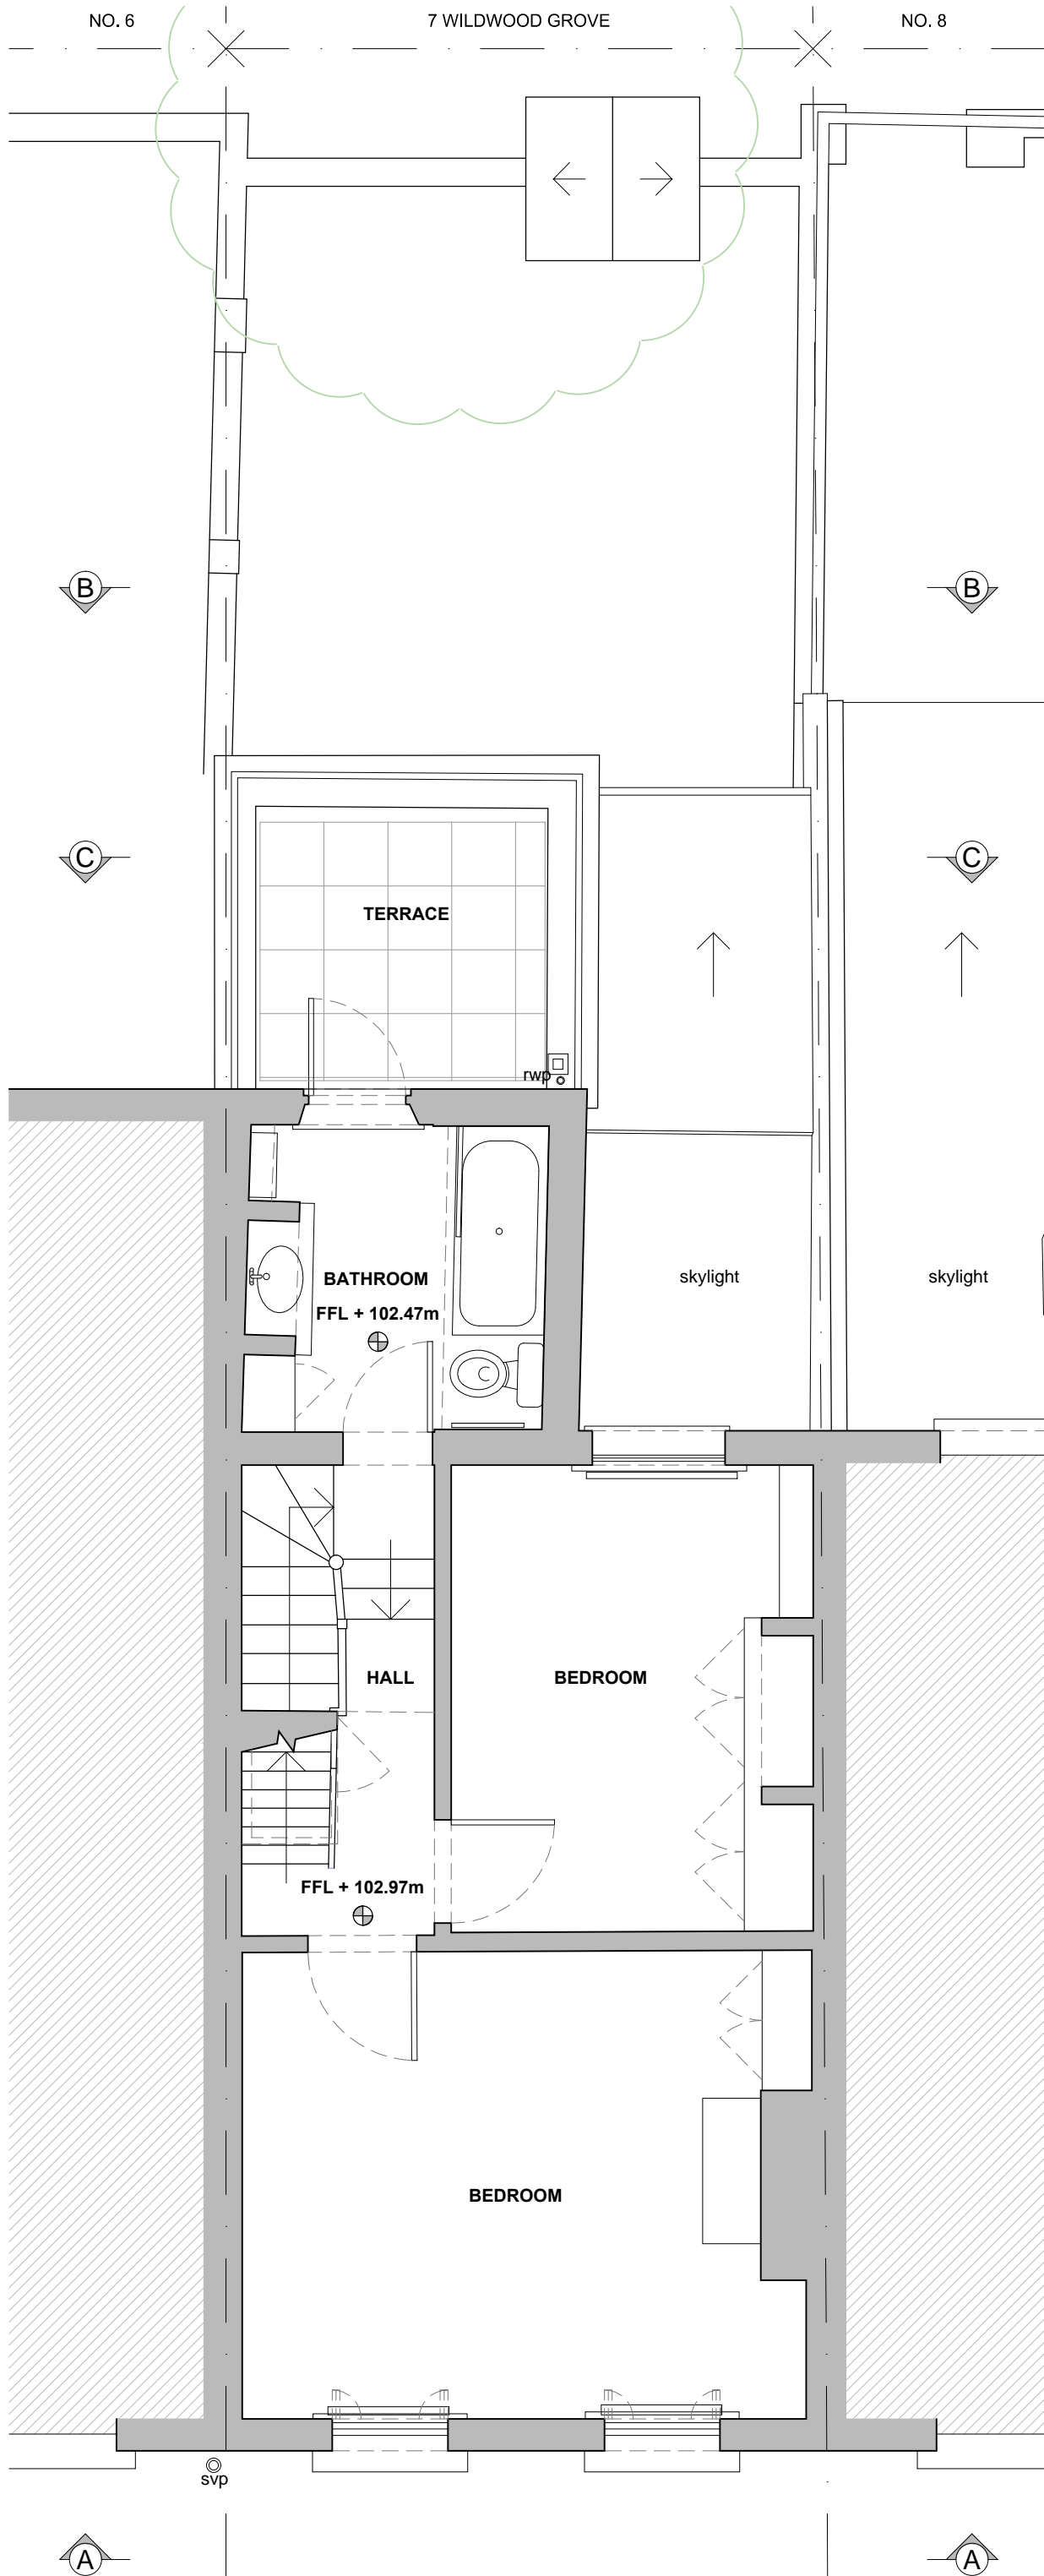 NO. 6
7 WILDWOOD GROVE
NO. 8
B
B
C
C
TERRACE
rwp
BATHROOM
FFL + 102.47m
skylight
skylight
HALL
BEDROOM
FFL + 102.97m
BEDROOM
svp
A
A